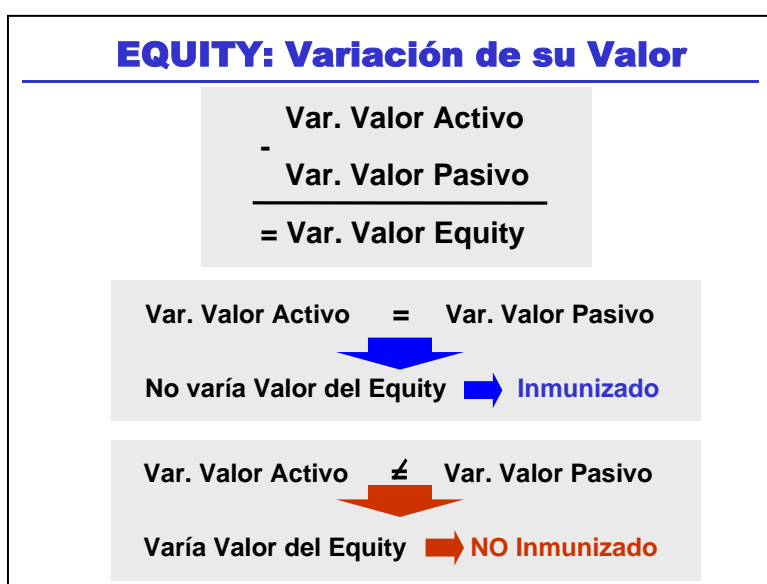 EQUITY: Variación de su Valor
Var. Valor Activo
-
Var. Valor Pasivo
= Var. Valor Equity
Var. Valor Activo = Var. Valor Pasivo
No varía Valor del Equity Inmunizado
Var. Valor Activo ≠ Var. Valor Pasivo
Varía Valor del Equity NO Inmunizado